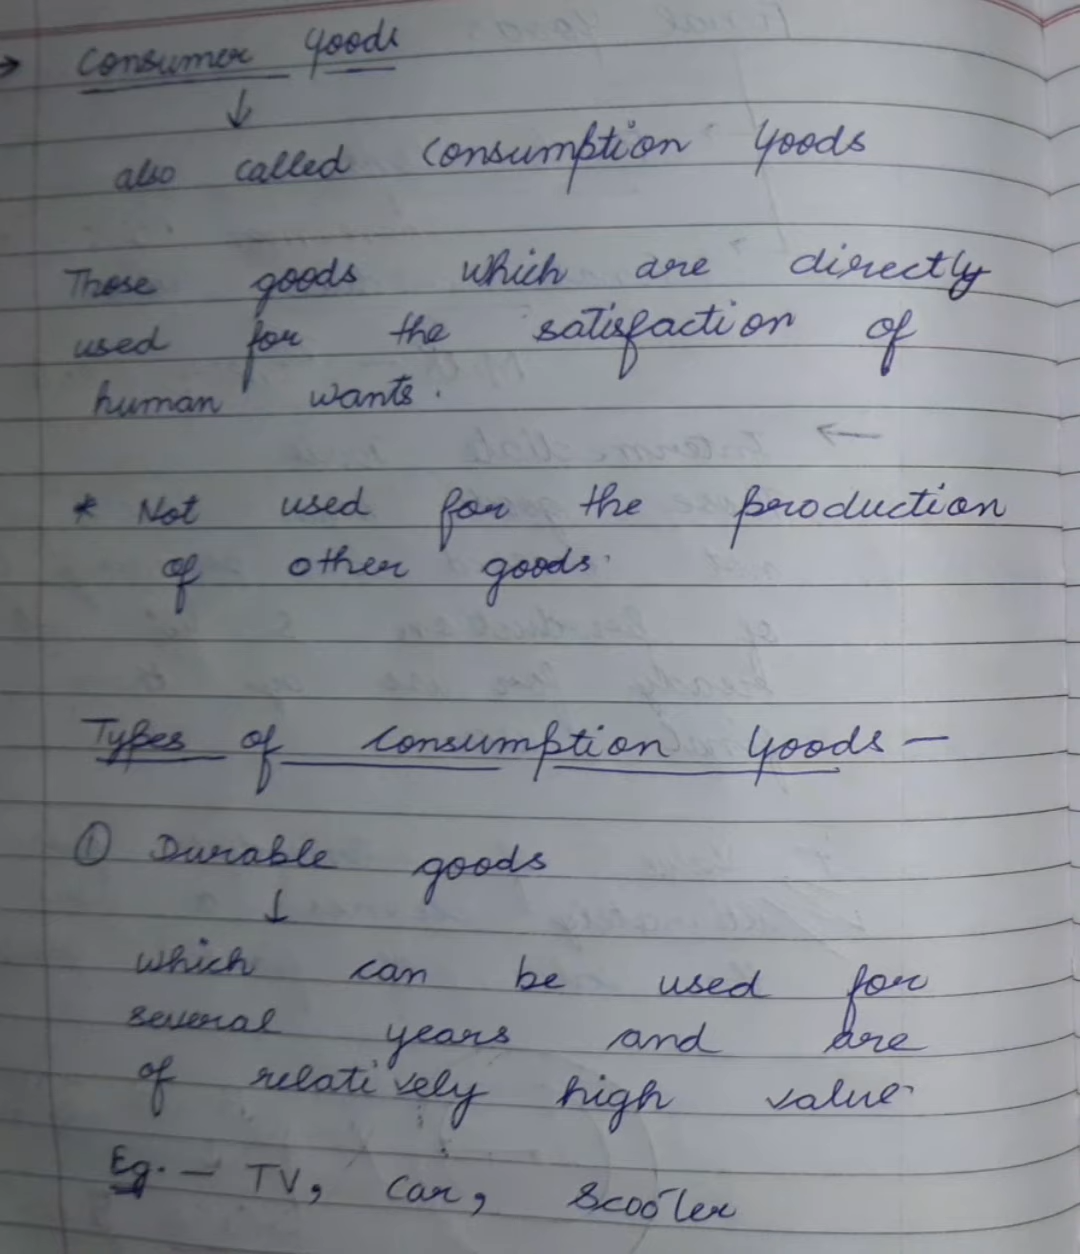 → Consumer Goods
↓
also called Consumption Goods
Those goods which are directly
used for the satisfaction of
human wants.
* Not used for the production
of other goods.
Types of Consumption Goods —
① Durable goods
↓
which can be used for
several years and are
of relatively high value.
Eg. — TV, Car, Scooter